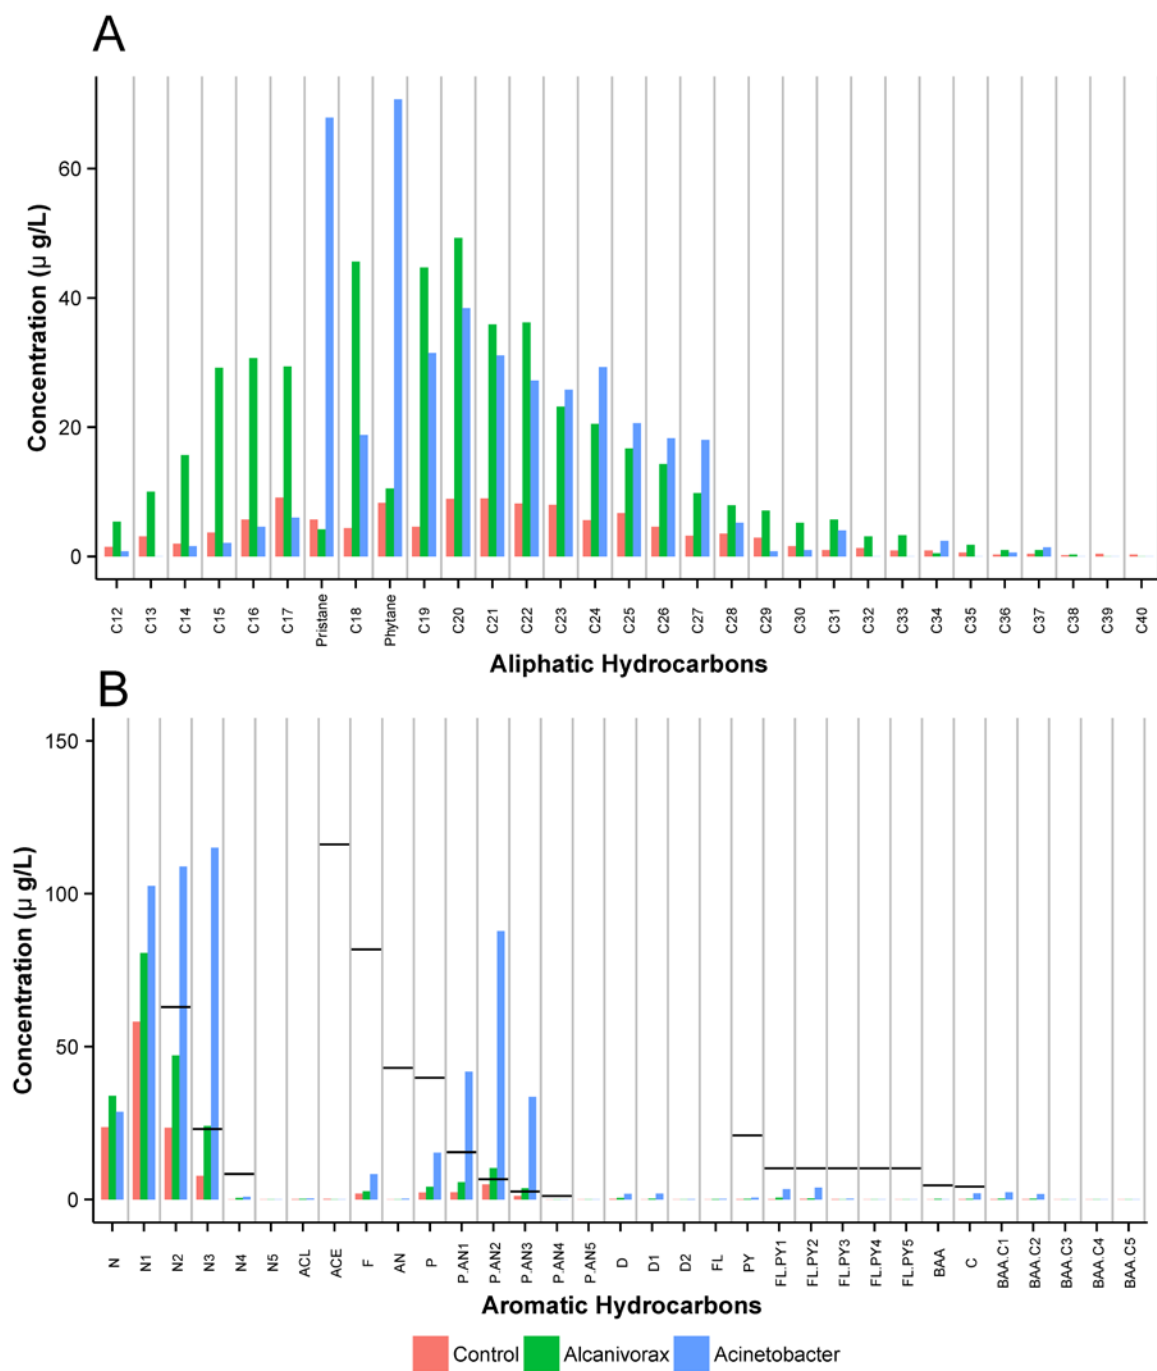 A
Concentration (µ g/L)
60
40
20
0
C12 C13 C14 C15 C16 C17 Pristane C18 Phytane C19 C20 C21 C22 C23 C24 C25 C26 C27 C28 C29 C30 C31 C32 C33 C34 C35 C36 C37 C38 C39 C40
Aliphatic Hydrocarbons
B
Concentration (µ g/L)
150
100
50
0
N N1 N2 N3 N4 N5 ACL ACE F AN P P.AN1 P.AN2 P.AN3 P.AN4 P.AN5 D D1 D2 FL PY FL.PY1 FL.PY2 FL.PY3 FL.PY4 FL.PY5 BAA C BAA.C1 BAA.C2 BAA.C3 BAA.C4 BAA.C5
Aromatic Hydrocarbons
Control Alcanivorax Acinetobacter